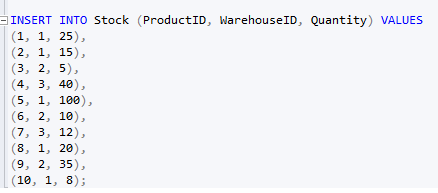 INSERT INTO Stock (ProductID, WarehouseID, Quantity) VALUES
(1, 1, 25),
(2, 1, 15),
(3, 2, 5),
(4, 3, 40),
(5, 1, 100),
(6, 2, 10),
(7, 3, 12),
(8, 1, 20),
(9, 2, 35),
(10, 1, 8);